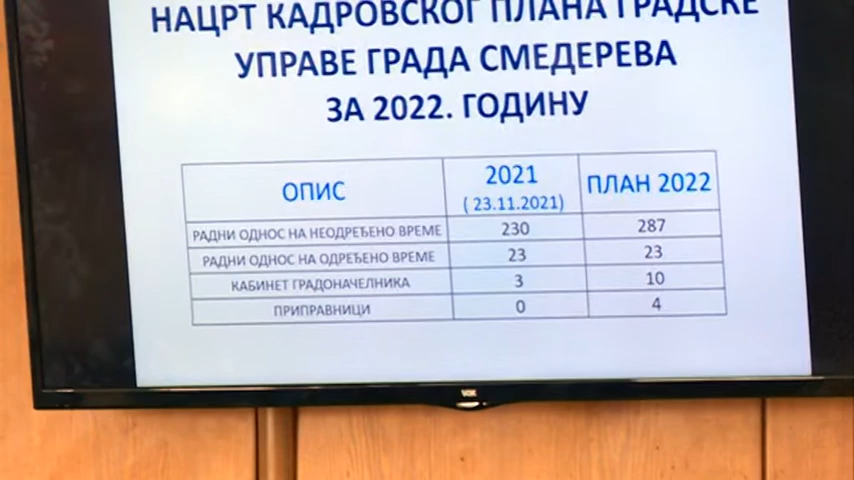 НАЦРТ КАДРОВСКОГ ПЛАНА ГРАДСКЕ
УПРАВЕ ГРАДА СМЕДЕРЕВА
ЗА 2022. ГОДИНУ
ОПИС 2021 ПЛАН 2022
( 23.11.2021)
РАДНИ ОДНОС НА НЕОДРЕЂЕНО ВРЕМЕ 230 287
РАДНИ ОДНОС НА ОДРЕЂЕНО ВРЕМЕ 23 23
КАБИНЕТ ГРАДОНАЧЕЛНИКА 3 10
ПРИПРАВНИЦИ 0 4
VOX